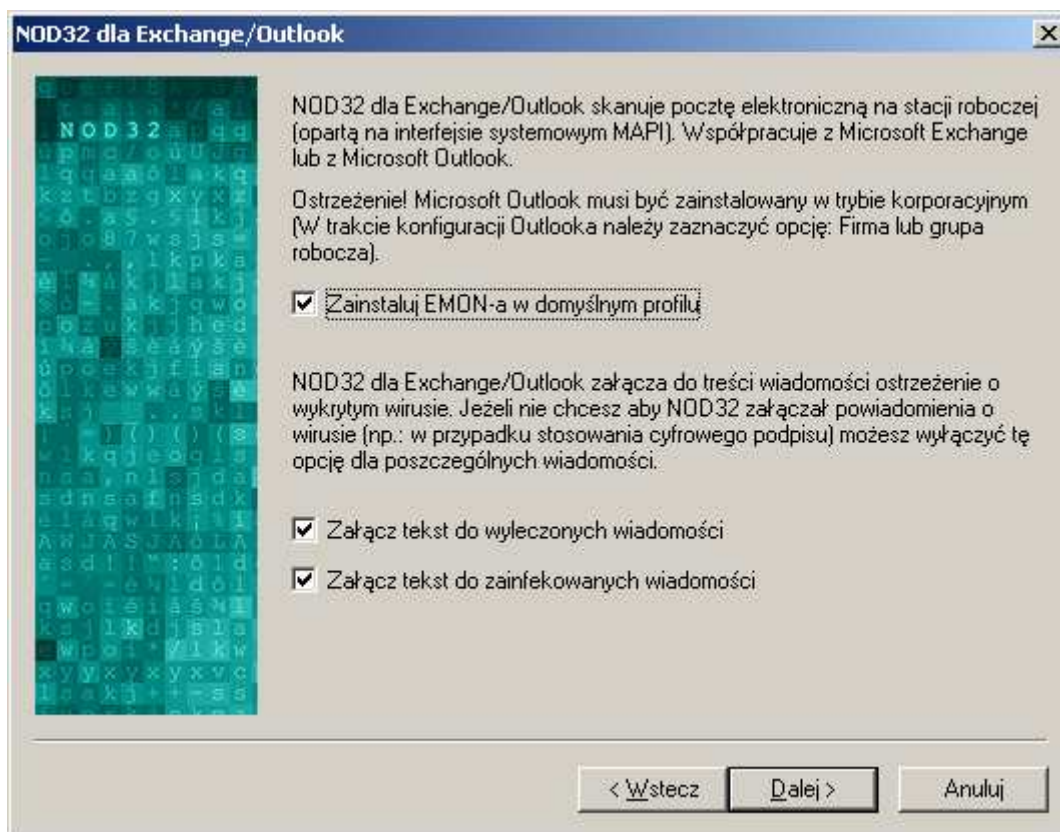 NOD32 dla Exchange/Outlook
NOD32
NOD32 dla Exchange/Outlook skanuje pocztę elektroniczną na stacji roboczej
(opartą na interfejsie systemowym MAPI). Współpracuje z Microsoft Exchange
lub z Microsoft Outlook.
Ostrzeżenie! Microsoft Outlook musi być zainstalowany w trybie korporacyjnym
(W trakcie konfiguracji Outlooka należy zaznaczyć opcję: Firma lub grupa
robocza).
Zainstaluj EMON-a w domyślnym profilu
NOD32 dla Exchange/Outlook załącza do treści wiadomości ostrzeżenie o
wykrytym wirusie. Jeżeli nie chcesz aby NOD32 załączał powiadomienia o
wirusie (np.: w przypadku stosowania cyfrowego podpisu) możesz wyłączyć tę
opcję dla poszczególnych wiadomości.
Załącz tekst do wyleczonych wiadomości
Załącz tekst do zainfekowanych wiadomości
< Wstecz
Dalej >
Anuluj